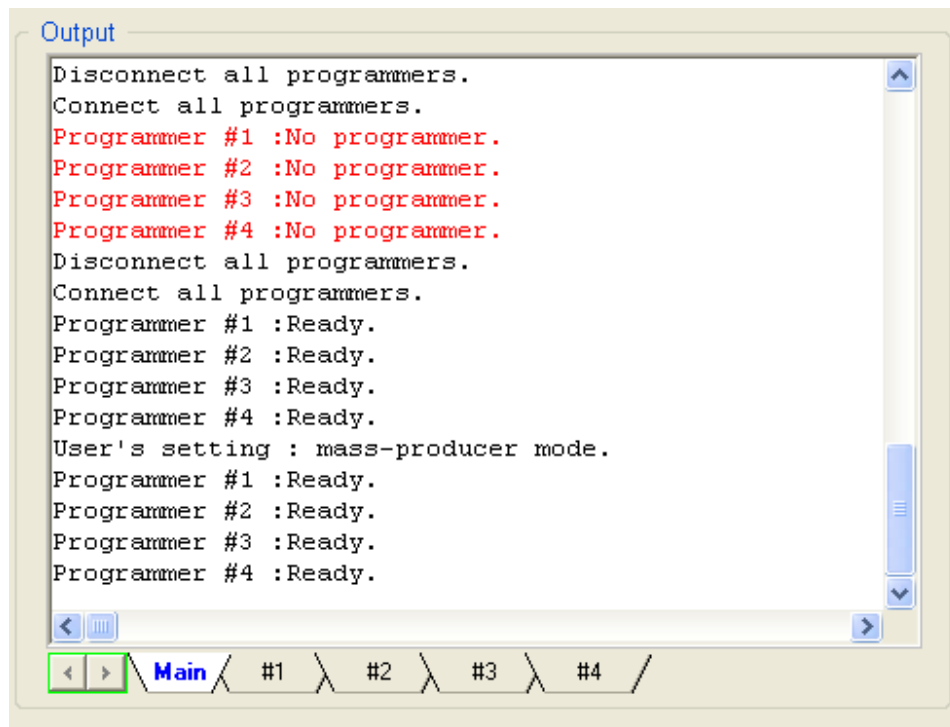 Output
Disconnect all programmers.
Connect all programmers.
Programmer #1 :No programmer.
Programmer #2 :No programmer.
Programmer #3 :No programmer.
Programmer #4 :No programmer.
Disconnect all programmers.
Connect all programmers.
Programmer #1 :Ready.
Programmer #2 :Ready.
Programmer #3 :Ready.
Programmer #4 :Ready.
User's setting : mass-producer mode.
Programmer #1 :Ready.
Programmer #2 :Ready.
Programmer #3 :Ready.
Programmer #4 :Ready.
Main #1 #2 #3 #4